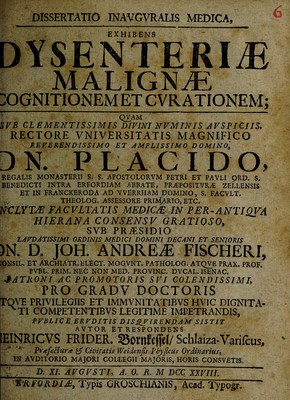 6
DISSERTATIO INAVGVRALIS MEDICA,
EXHIBENS
DYSENTERIÆ
MALIGNÆ
COGNITIONEM ET CVRATIONEM;
QVAM
SVB CLEMENTISSIMIS DIVINI NVMINIS AVSPICIIS,
RECTORE VNIVERSITATIS MAGNIFICO
REVERENDISSIMO ET AMPLISSIMO DOMINO,
DN. PLACIDO,
REGALIS MONASTERII S. S. APOSTOLORVM PETRI ET PAVLI ORD. S.
BENEDICTI INTRA ERFORDIAM ABBATE, PRÆPOSITVRÆ ZELLENSIS
ET IN FRANCKERODA AD VVERRHAM DOMINO, S. FACVLT.
THEOLOG. ASSESSORE PRIMARIO, ETC.
INCLYTÆ FACVLTATIS MEDICÆ IN PER-ANTIQVA
HIERANA CONSENSV GRATIOSO,
SVB PRÆSIDIO
LAVDATISSIMI ORDINIS MEDICI DOMINI DECANI ET SENIORIS
DN. D. JOH. ANDREÆ FISCHERI,
CONSIL. ET ARCHIATR. ELECT. MOGVNT. PATHOLOG. ATQVE PRAX. PROF.
PVBL. PRIM. NEC NON MED. PROVINC. DVCAL. ISENAC.
PATRONI AC PROMOTORIS SVI COLENDISSIMI,
PRO GRADV DOCTORIS
ATQVE PRIVILEGIIS ET IMMVNITATIBVS HVIC DIGNITA-
TI COMPETENTIBVS LEGITIME IMPETRANDIS,
PVBLICE ERVDITIS DISQVIRENDAM SISTIT
AVTOR ET RESPONDENS
HEINRICVS FRIDER. Bornkessel/ Schlaiza-Variscus,
Præfecturæ & Civitatis Weidensis Physicus Ordinarius,
IN AVDITORIO MAJORI COLLEGII MAJORIS, HORIS CONSVETIS.
D. XI. AVGVSTI. A. O. R. M DCC XXVIII.
ERFORDIÆ, Typis GROSCHIANIS, Acad. Typogr.